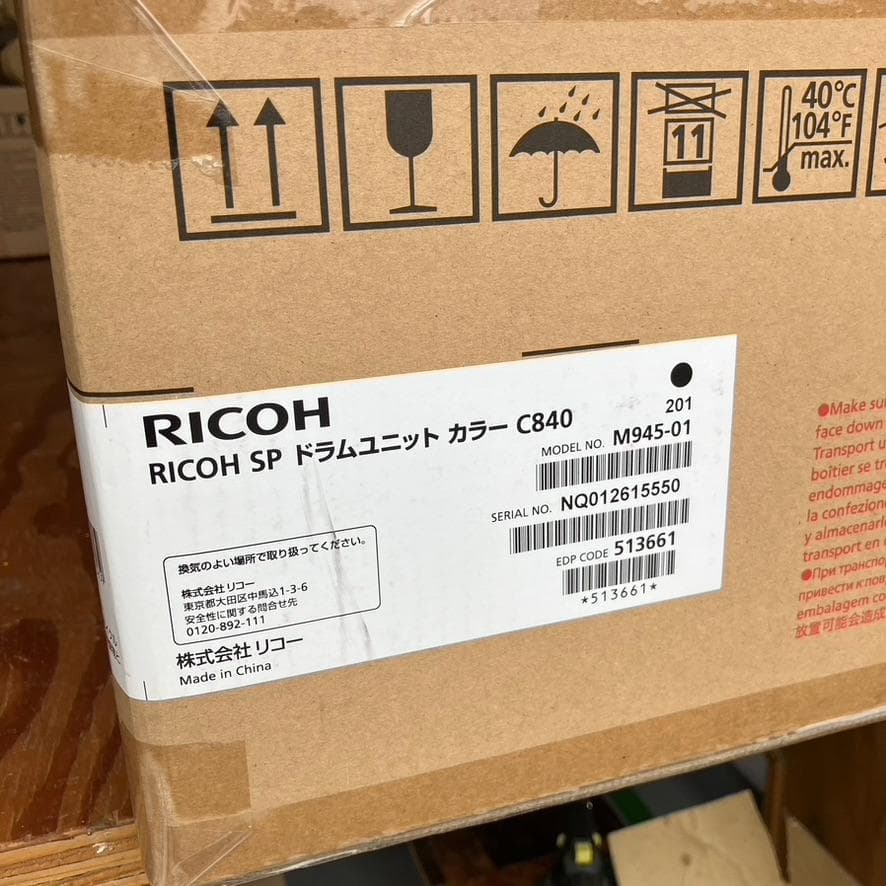 40°C
104°F
max.
11
RICOH
RICOH SP ドラムユニット カラー C840
201
MODEL NO. M945-01
SERIAL NO. NQ012615550
EDP CODE 513661
*513661*
換気のよい場所で取り扱ってください。
株式会社リコー
東京都大田区中馬込1-3-6
安全性に関する問合せ先
0120-892-111
株式会社リコー
Made in China
●Make
face down
Transport
boîtier se
endommage
la confezion
y almacenarl
transport en
●При транспо
привести к пов
embalagem co
放置可能会造成